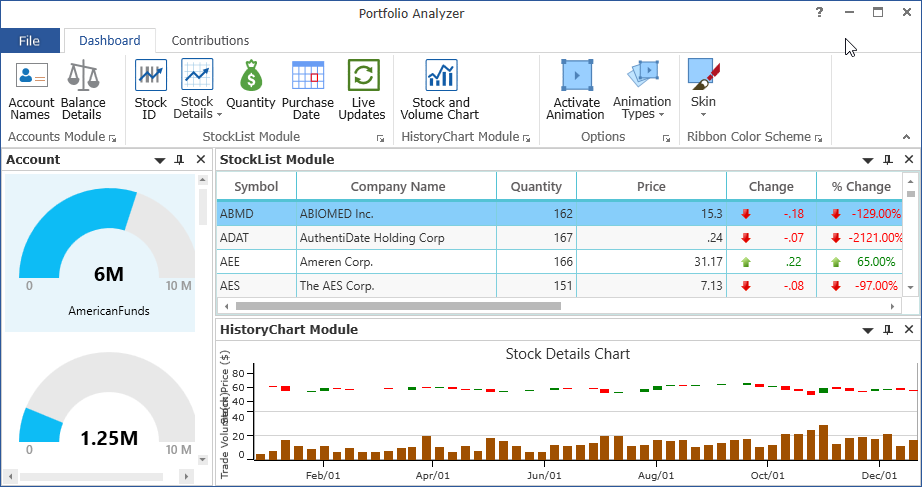 Portfolio Analyzer
?
File Dashboard Contributions
Account Names
Balance Details
Stock ID
Stock Details
Quantity
Purchase Date
Live Updates
Stock and Volume Chart
Activate Animation
Animation Types
Skin
Accounts Module StockList Module HistoryChart Module Options Ribbon Color Scheme
Account
6M
0 10 M
AmericanFunds
1.25M
StockList Module
Symbol Company Name Quantity Price Change % Change
ABMD ABIOMED Inc. 162 15.3 -.18 -129.00%
ADAT AuthentiDate Holding Corp 167 .24 -.07 -2121.00%
AEE Ameren Corp. 166 31.17 .22 65.00%
AES The AES Corp. 151 7.13 -.08 -97.00%
HistoryChart Module
Stock Details Chart
Stock Price ($)
80
60
40
Trade Volume (
40
20
0
Feb/01 Apr/01 Jun/01 Aug/01 Oct/01 Dec/01